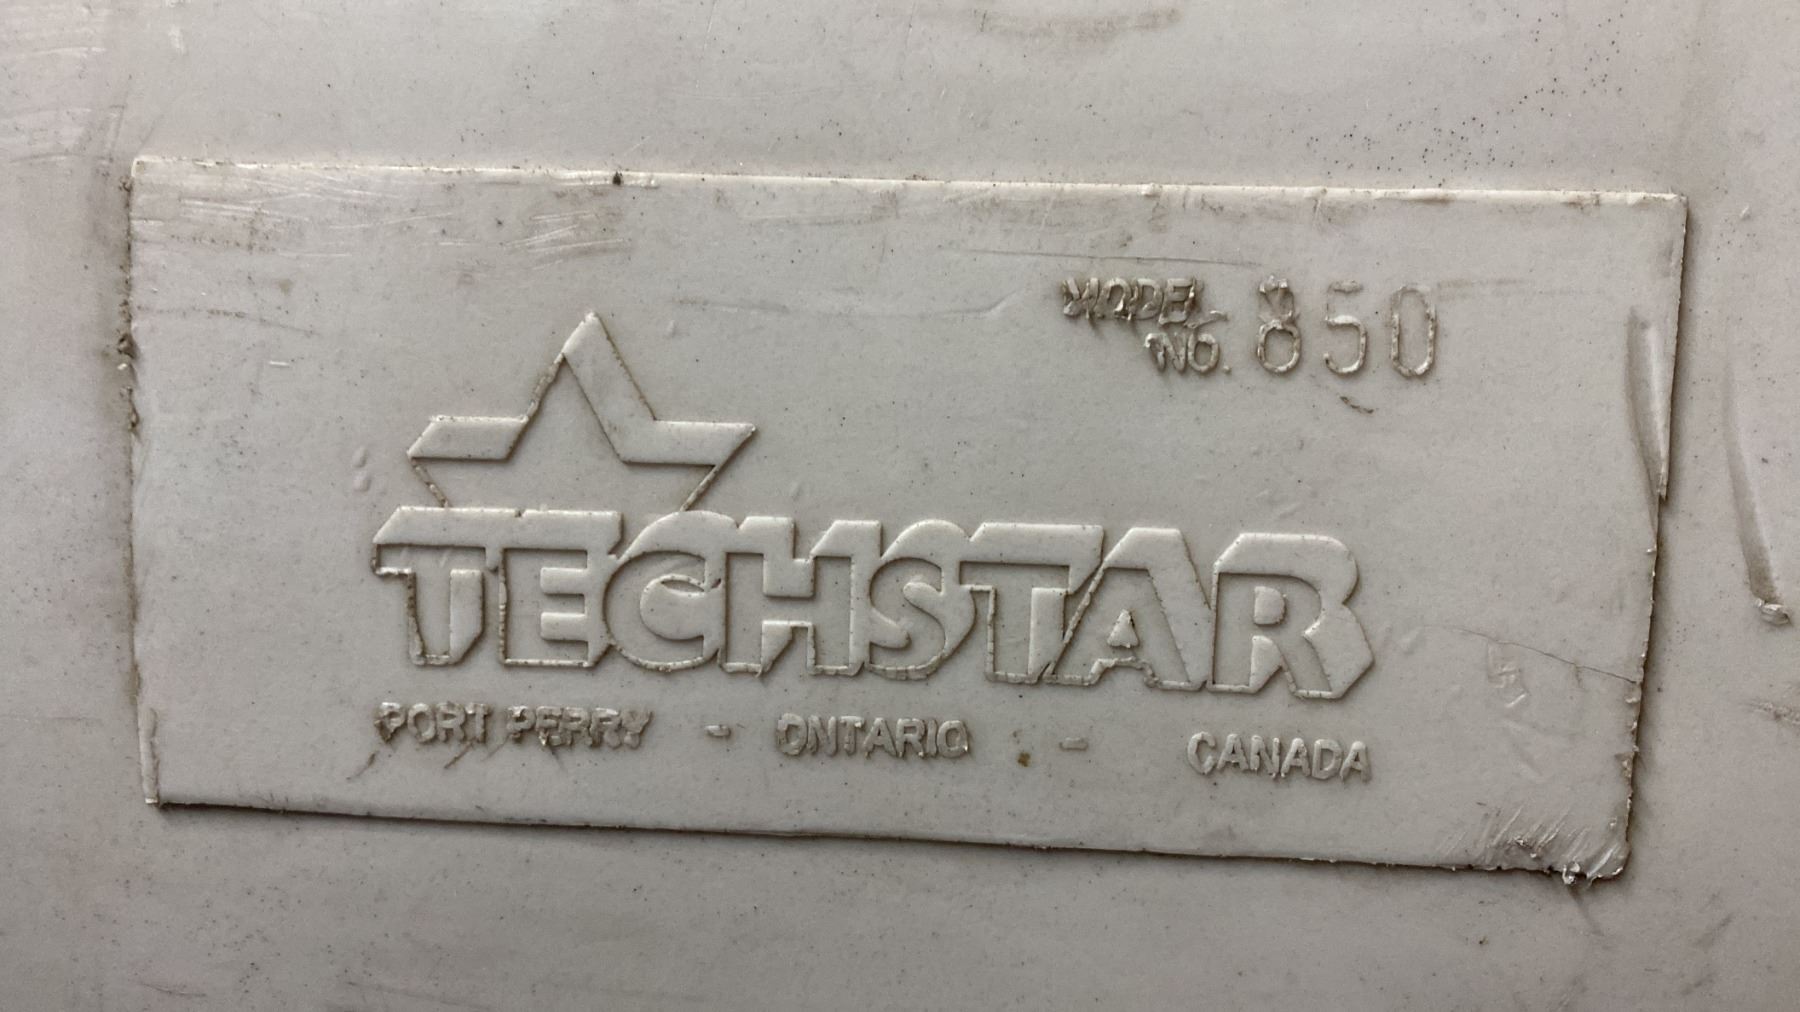 MODEL
NO. 850
TECHSTAR
PORT PERRY - ONTARIO - CANADA